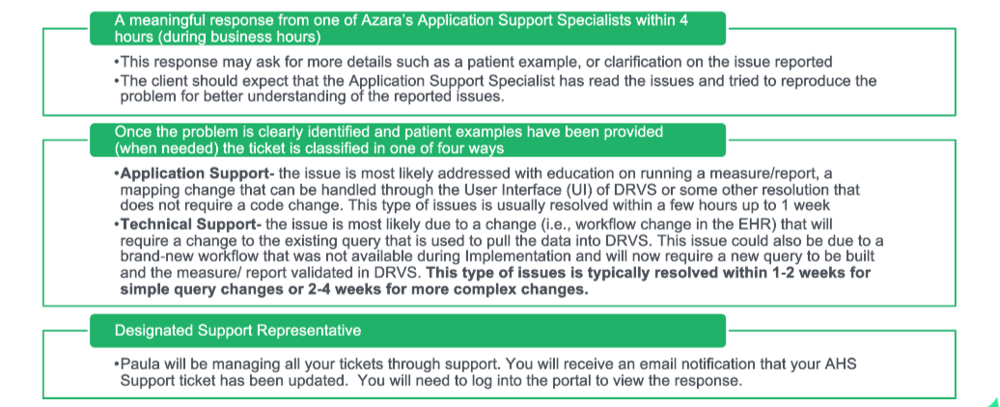 A meaningful response from one of Azara's Application Support Specialists within 4
hours (during business hours)
•This response may ask for more details such as a patient example, or clarification on the issue reported
•The client should expect that the Application Support Specialist has read the issues and tried to reproduce the
problem for better understanding of the reported issues.
Once the problem is clearly identified and patient examples have been provided
(when needed) the ticket is classified in one of four ways
•Application Support- the issue is most likely addressed with education on running a measure/report, a
mapping change that can be handled through the User Interface (UI) of DRVS or some other resolution that
does not require a code change. This type of issues is usually resolved within a few hours up to 1 week
•Technical Support- the issue is most likely due to a change (i.e., workflow change in the EHR) that will
require a change to the existing query that is used to pull the data into DRVS. This issue could also be due to a
brand-new workflow that was not available during Implementation and will now require a new query to be built
and the measure/ report validated in DRVS. This type of issues is typically resolved within 1-2 weeks for
simple query changes or 2-4 weeks for more complex changes.
Designated Support Representative
•Paula will be managing all your tickets through support. You will receive an email notification that your AHS
Support ticket has been updated.  You will need to log into the portal to view the response.